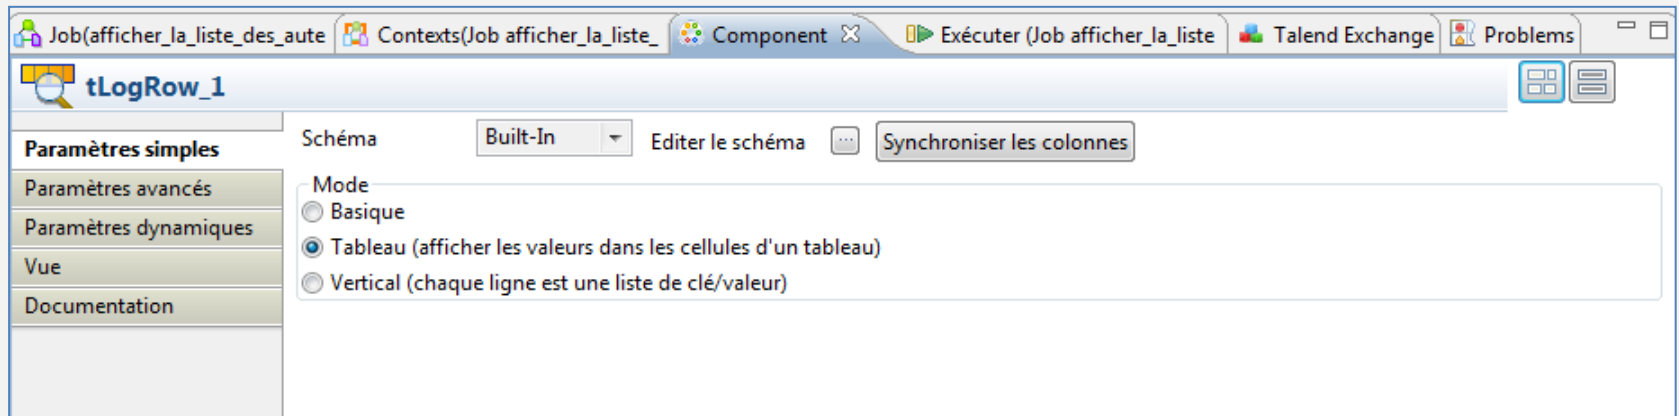 Job(afficher_la_liste_des_aute Contexts(Job afficher_la_liste_ Component Exécuter (Job afficher_la_liste Talend Exchange Problems
tLogRow_1
Paramètres simples
Paramètres avancés
Paramètres dynamiques
Vue
Documentation
Schéma Built-In Editer le schéma ... Synchroniser les colonnes
Mode
Basique
Tableau (afficher les valeurs dans les cellules d'un tableau)
Vertical (chaque ligne est une liste de clé/valeur)